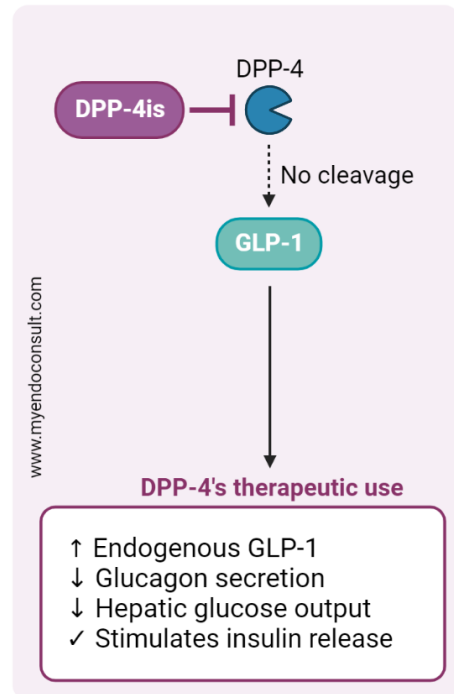 DPP-4
DPP-4is
No cleavage
GLP-1
www.myendoconsult.com
DPP-4's therapeutic use
↑ Endogenous GLP-1
↓ Glucagon secretion
↓ Hepatic glucose output
✓ Stimulates insulin release